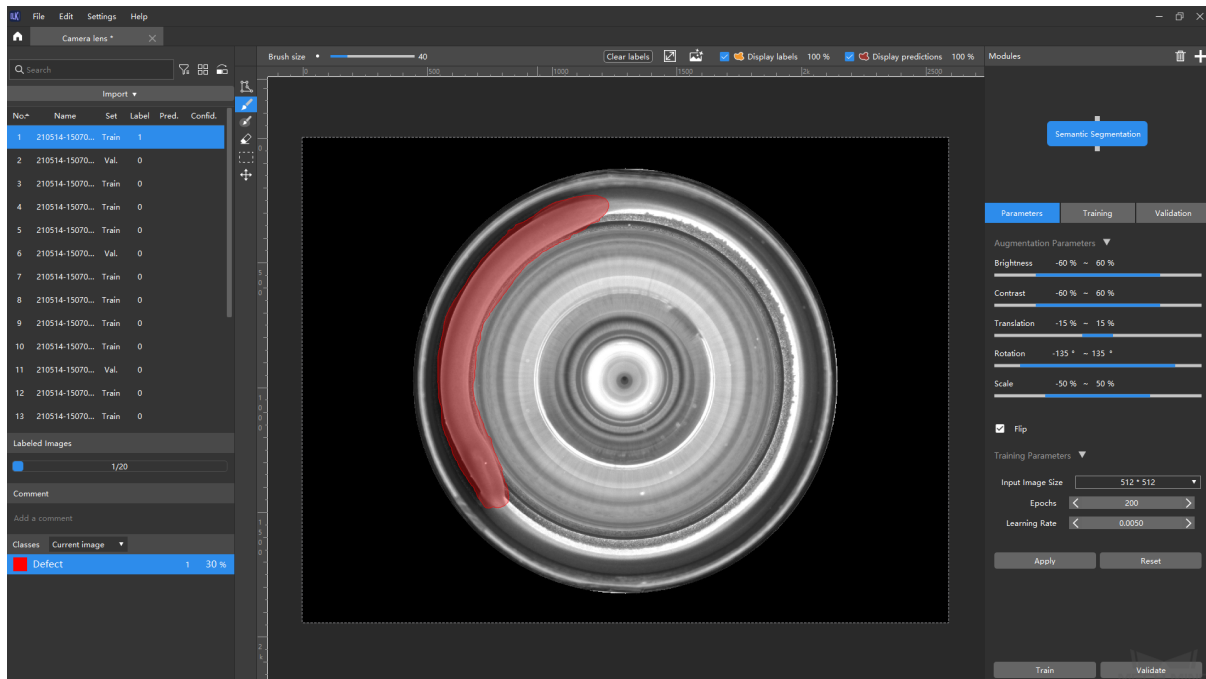 File Edit Settings Help
Camera lens *
Brush size 40 Clear labels Display labels 100 % Display predictions 100 %
Search
Import
No. Name Set Label Pred. Confid.
1 210514-15070... Train 1
2 210514-15070... Val. 0
3 210514-15070... Train 0
4 210514-15070... Train 0
5 210514-15070... Train 0
6 210514-15070... Val. 0
7 210514-15070... Train 0
8 210514-15070... Train 0
9 210514-15070... Train 0
10 210514-15070... Train 0
11 210514-15070... Val. 0
12 210514-15070... Train 0
13 210514-15070... Train 0
Labeled Images
1/20
Comment
Add a comment
Classes Current image
Defect 1 30 %
0 500 1000 1500 2k 2500
0
500
1000
1500
2k
Modules
Semantic Segmentation
Parameters Training Validation
Augmentation Parameters
Brightness -60 % ~ 60 %
Contrast -60 % ~ 60 %
Translation -15 % ~ 15 %
Rotation -135 ° ~ 135 °
Scale -50 % ~ 50 %
Flip
Training Parameters
Input Image Size 512 * 512
Epochs 200
Learning Rate 0.0050
Apply Reset
Train Validate